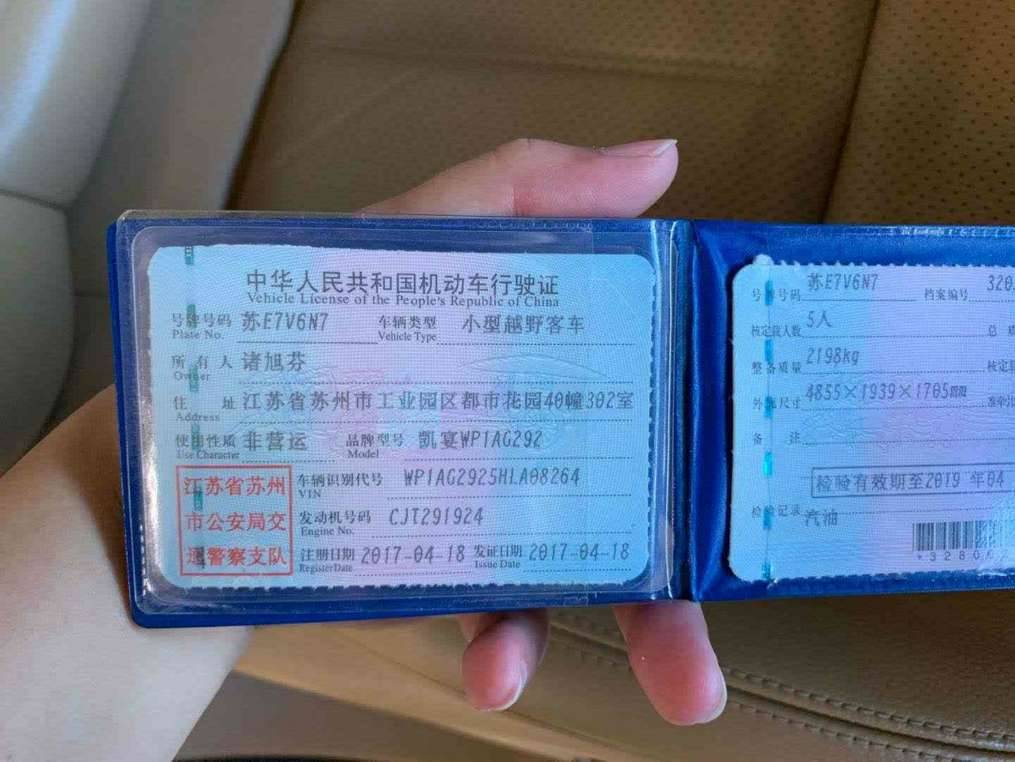 中华人民共和国机动车行驶证
Vehicle License of the People's Republic of China
号牌号码 苏E7V6N7 车辆类型 小型越野客车
Plate No. Vehicle Type
所有人 诸旭芬
Owner
住址 江苏省苏州市工业园区都市花园40幢302室
Address
使用性质 非营运 品牌型号 凯宴WP1AG292
Use Character Model
江苏省苏州
市公安局交
通警察支队
车辆识别代号 WP1AG2925HLA08264
VIN
发动机号码 CJT291924
Engine No.
注册日期 2017-04-18 发证日期 2017-04-18
Register Date Issue Date
号牌号码 苏E7V6N7 档案编号 320
核定载人数 5人 总质
整备质量 2198kg 核定
外廓尺寸 4855×1939×1705mm 准牵
备注
检验有效期至2019年04
检验记录 汽油
*3280